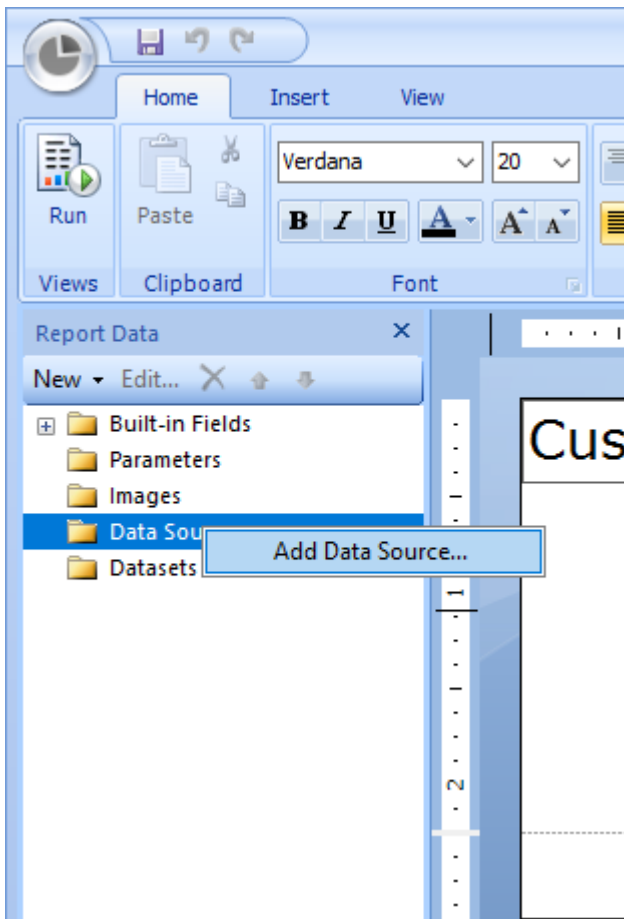 Home Insert View
Verdana 20
Run Paste B I U A A A
Views Clipboard Font
Report Data
New Edit...
Built-in Fields
Parameters
Images
Data Sou
Add Data Source...
Datasets
Cus
1
2